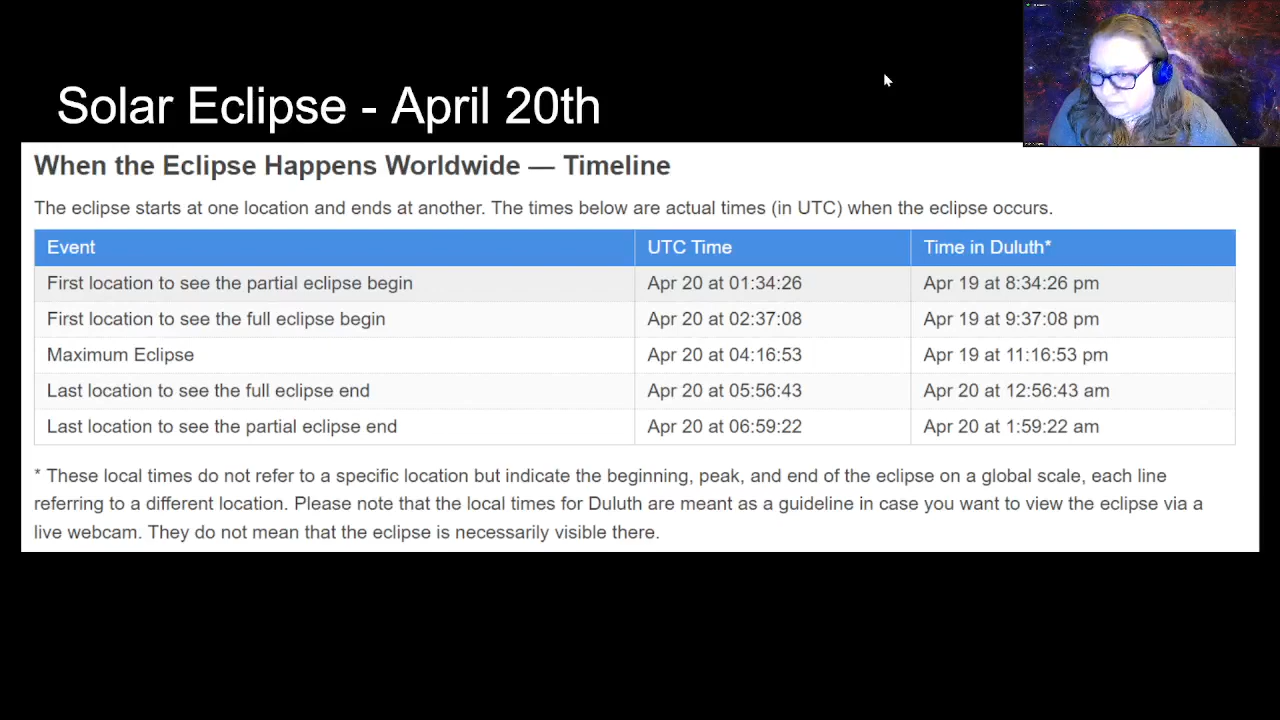 Solar Eclipse - April 20th
When the Eclipse Happens Worldwide — Timeline
The eclipse starts at one location and ends at another. The times below are actual times (in UTC) when the eclipse occurs.
Event UTC Time Time in Duluth*
First location to see the partial eclipse begin Apr 20 at 01:34:26 Apr 19 at 8:34:26 pm
First location to see the full eclipse begin Apr 20 at 02:37:08 Apr 19 at 9:37:08 pm
Maximum Eclipse Apr 20 at 04:16:53 Apr 19 at 11:16:53 pm
Last location to see the full eclipse end Apr 20 at 05:56:43 Apr 20 at 12:56:43 am
Last location to see the partial eclipse end Apr 20 at 06:59:22 Apr 20 at 1:59:22 am
* These local times do not refer to a specific location but indicate the beginning, peak, and end of the eclipse on a global scale, each line
referring to a different location. Please note that the local times for Duluth are meant as a guideline in case you want to view the eclipse via a
live webcam. They do not mean that the eclipse is necessarily visible there.